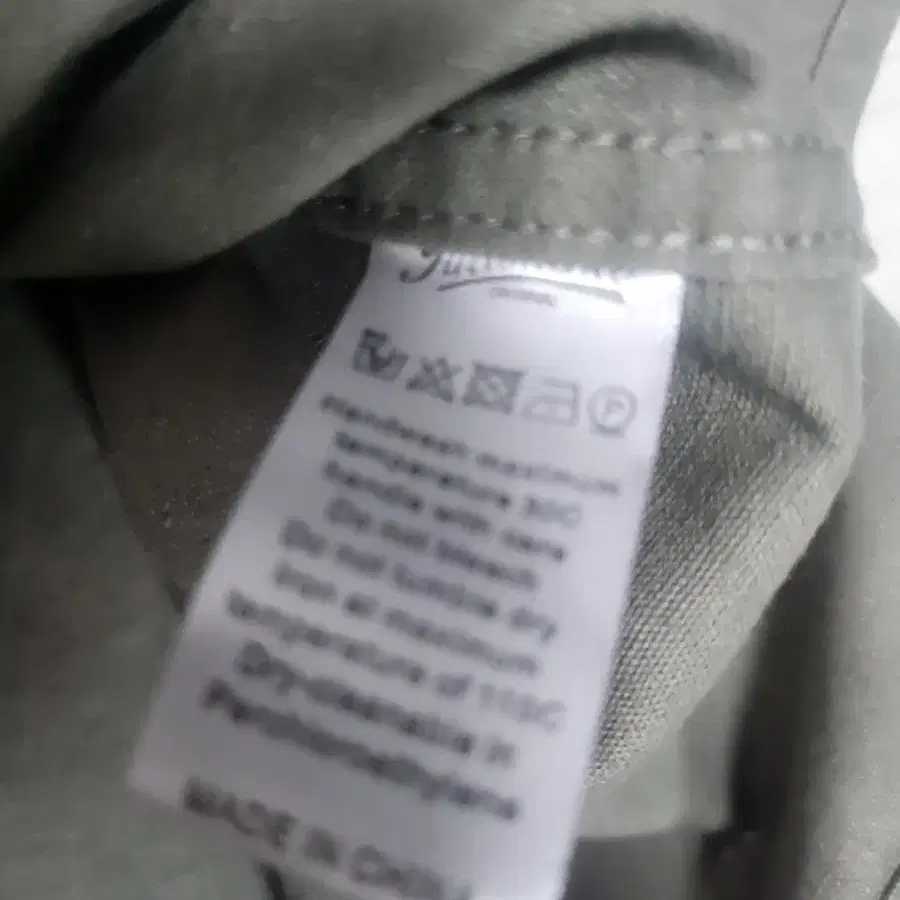 P
Handwash maximum
temperature 30C
handle with care
Do not bleach
Do not tumble dry
Iron at maximum
temperature of 110C
Dry-cleanable in
Perchloroethylene
MADE IN CHINA